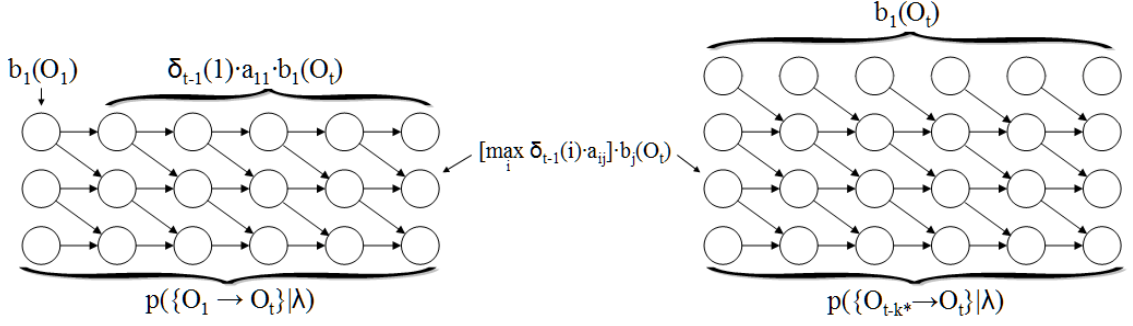 b₁(Oₜ)
b₁(O₁)
δₜ₋₁(1)·a₁₁·b₁(Oₜ)
[max δₜ₋₁(i)·aᵢⱼ]·bⱼ(Oₜ)
i
p({O₁ → Oₜ}|λ)
p({Oₜ₋ₖ*→Oₜ}|λ)